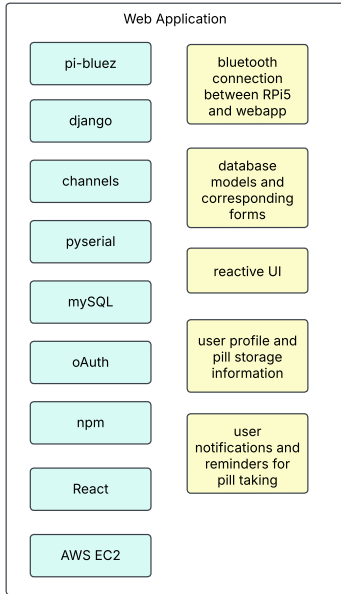 Web Application
pi-bluez
django
channels
pyserial
mySQL
oAuth
npm
React
AWS EC2
bluetooth
connection
between RPi5
and webapp
database
models and
corresponding
forms
reactive UI
user profile and
pill storage
information
user
notifications and
reminders for
pill taking